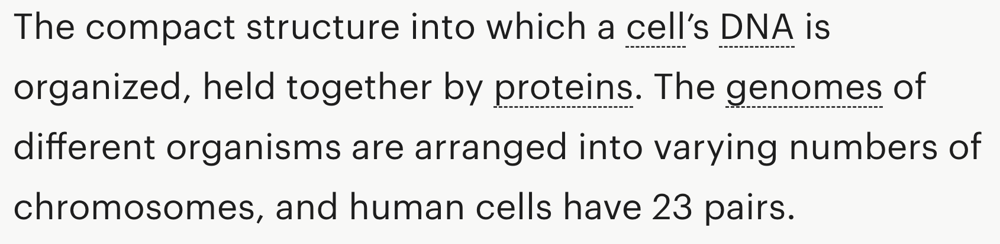 The compact structure into which a cell’s DNA is
organized, held together by proteins. The genomes of
different organisms are arranged into varying numbers of
chromosomes, and human cells have 23 pairs.